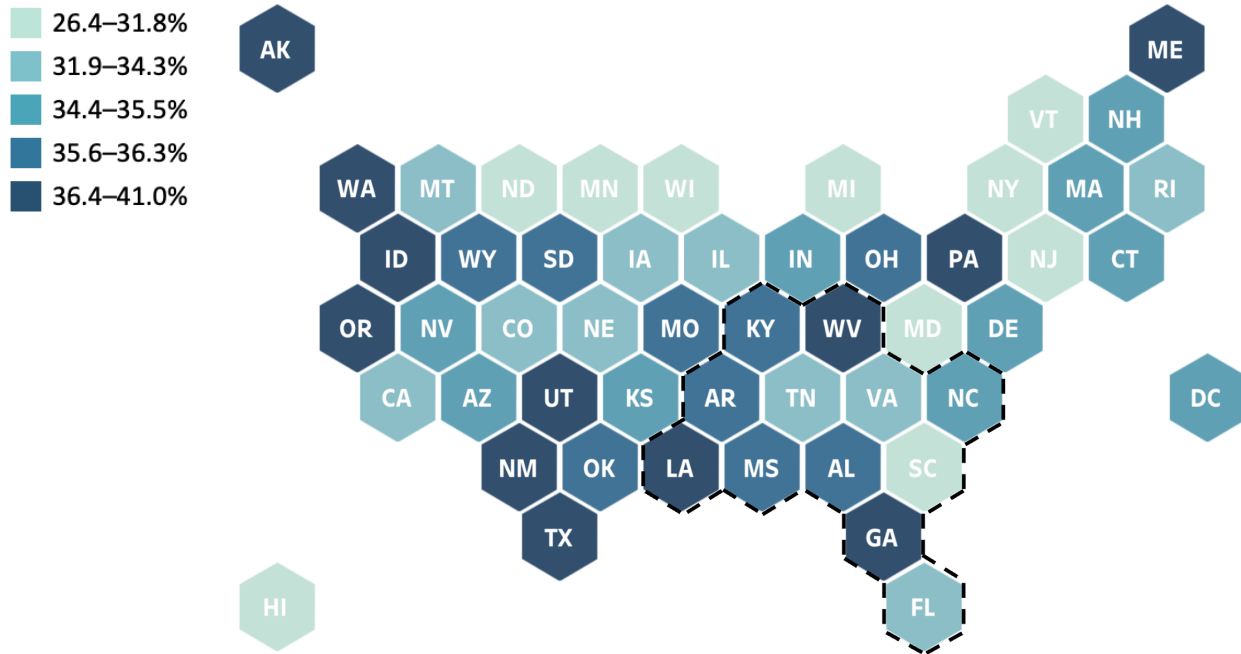 26.4–31.8%
31.9–34.3%
34.4–35.5%
35.6–36.3%
36.4–41.0%
AK
ME
VT NH
WA MT ND MN WI MI NY MA RI
ID WY SD IA IL IN OH PA NJ CT
OR NV CO NE MO KY WV MD DE
CA AZ UT KS AR TN VA NC DC
NM OK LA MS AL SC
TX GA
HI FL